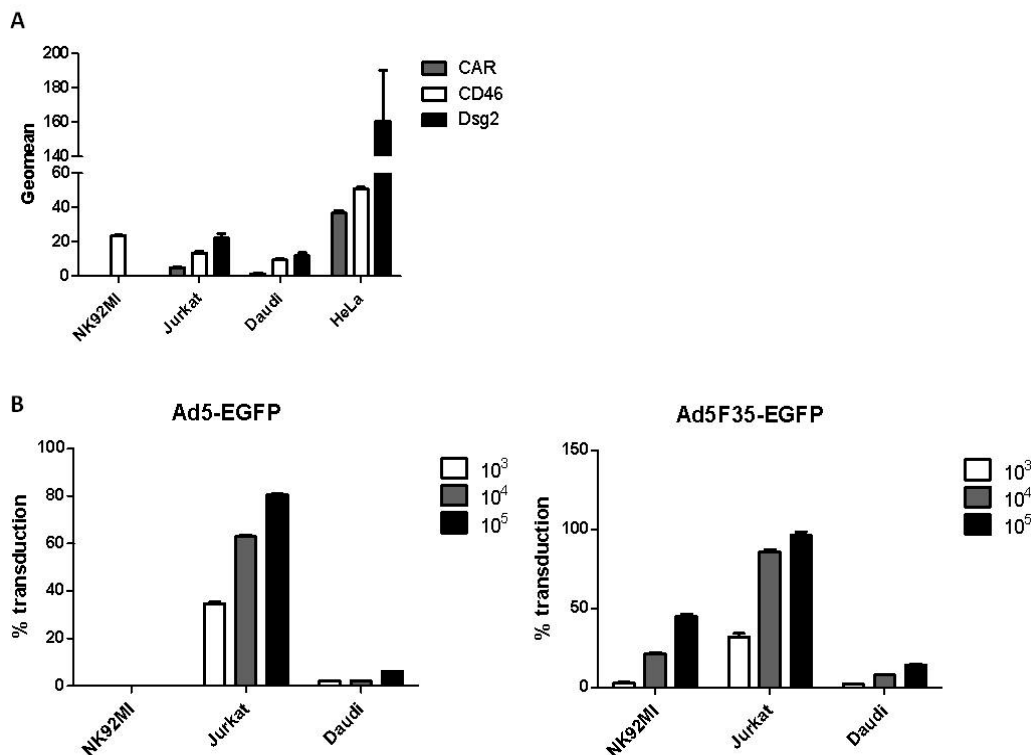 A
Geomean
200
180
160
140
60
40
20
0
NK92MI
Jurkat
Daudi
HeLa
CAR
CD46
Dsg2
B
Ad5-EGFP
% transduction
100
80
60
40
20
0
NK92MI
Jurkat
Daudi
10³
10⁴
10⁵
Ad5F35-EGFP
% transduction
150
100
50
0
NK92MI
Jurkat
Daudi
10³
10⁴
10⁵